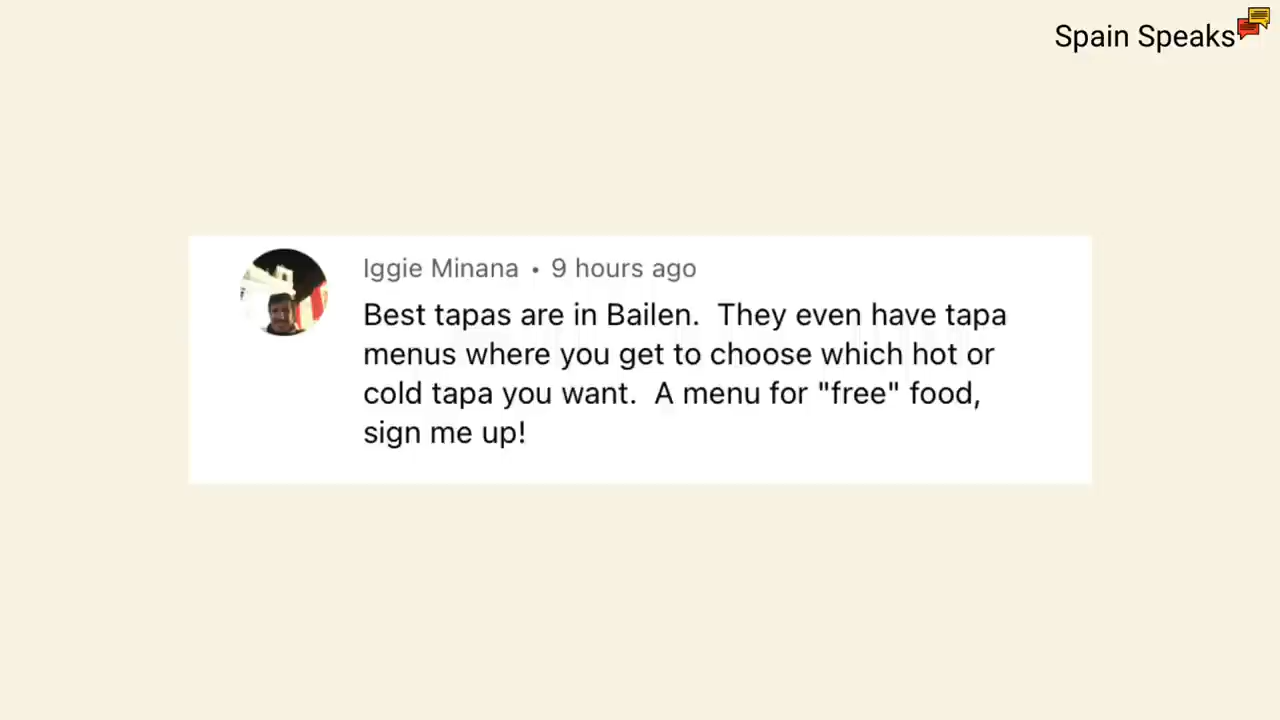 Spain Speaks
Iggie Minana • 9 hours ago
Best tapas are in Bailen.  They even have tapa
menus where you get to choose which hot or
cold tapa you want.  A menu for "free" food,
sign me up!